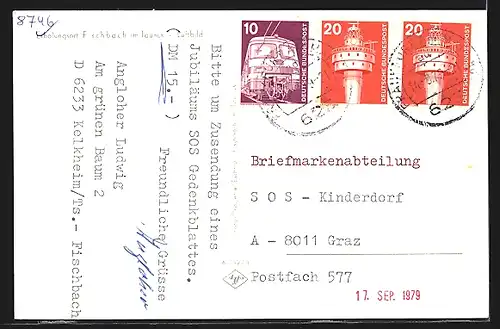 8746
Erholungsort Fischbach im Taunus - Luftbild
Bitte um Zusendung eines
Jubiläums SOS Gedenkblattes.
(DM 15.- )
Freundliche Grüsse
Angloher
Angloher Ludwig
Am grünen Baum 2
D 6233 Kelkheim/Ts.- Fischbach
10
DEUTSCHE BUNDESPOST
20
DEUTSCHE BUNDESPOST
20
DEUTSCHE BUNDESPOST
Briefmarkenabteilung
S O S - Kinderdorf
A - 8011 Graz
Postfach 577
17. SEP. 1979